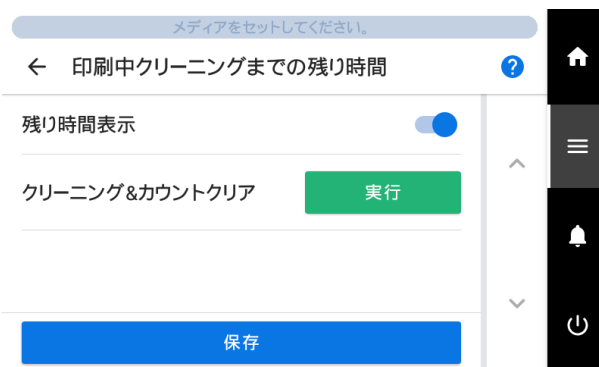 メディアをセットしてください。
← 印刷中クリーニングまでの残り時間 ?
残り時間表示
クリーニング&カウントクリア 実行
保存